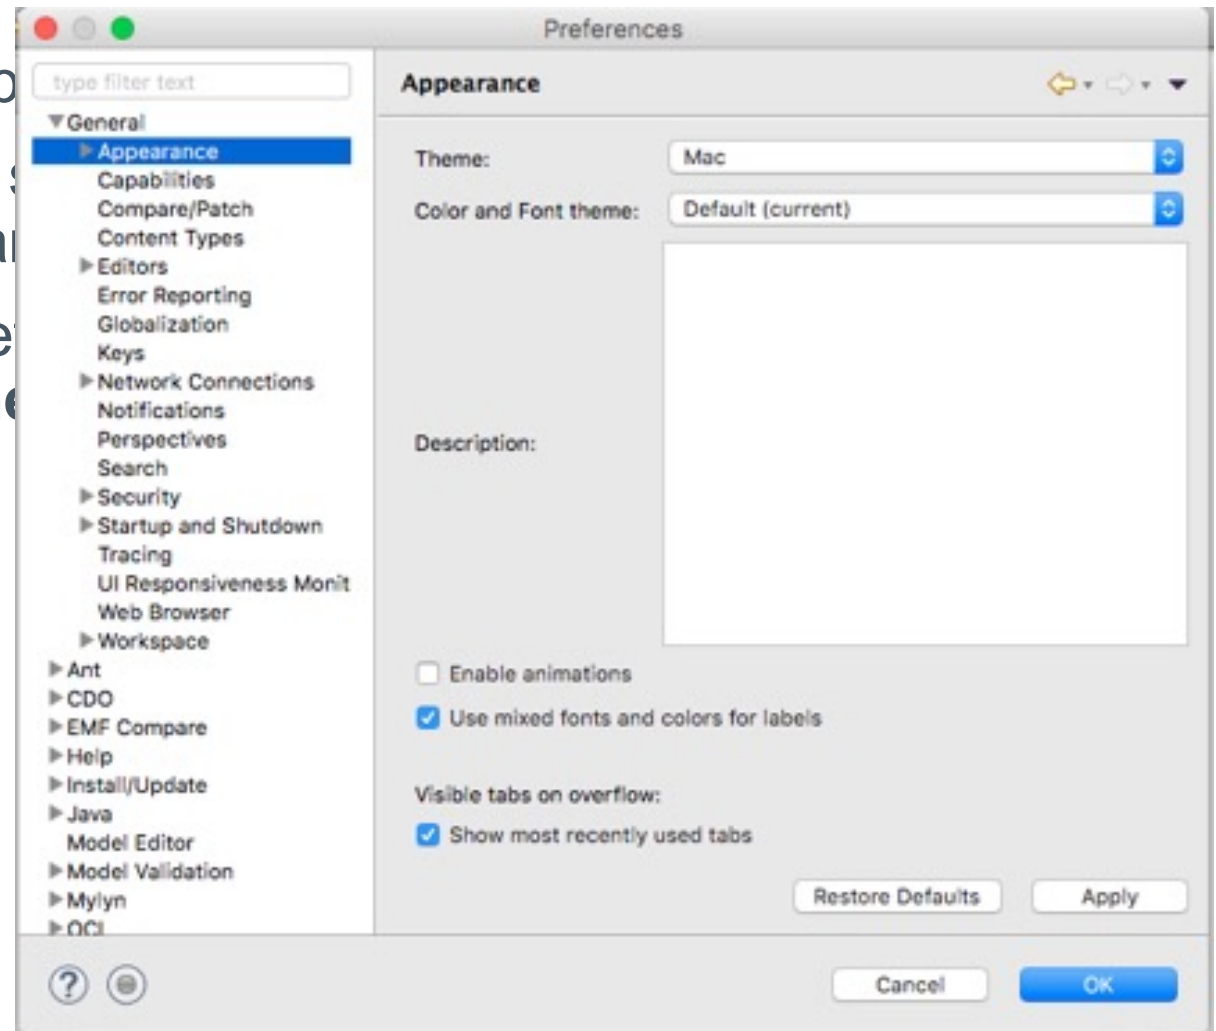 Preferences
type filter text
General
Appearance
Capabilities
Compare/Patch
Content Types
Editors
Error Reporting
Globalization
Keys
Network Connections
Notifications
Perspectives
Search
Security
Startup and Shutdown
Tracing
UI Responsiveness Monit
Web Browser
Workspace
Ant
CDO
EMF Compare
Help
Install/Update
Java
Model Editor
Model Validation
Mylyn
OCL
Appearance
Theme: Mac
Color and Font theme: Default (current)
Description:
Enable animations
Use mixed fonts and colors for labels
Visible tabs on overflow:
Show most recently used tabs
Restore Defaults Apply
? Cancel OK